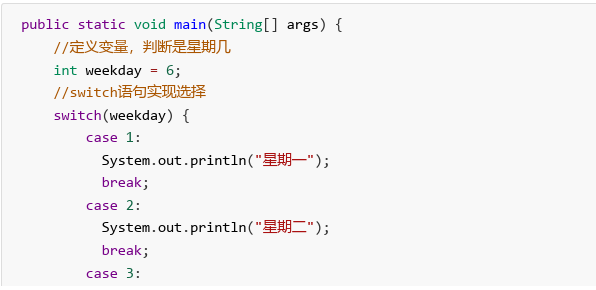 public static void main(String[] args) {
//定义变量，判断是星期几
int weekday = 6;
//switch语句实现选择
switch(weekday) {
case 1:
System.out.println("星期一");
break;
case 2:
System.out.println("星期二");
break;
case 3: